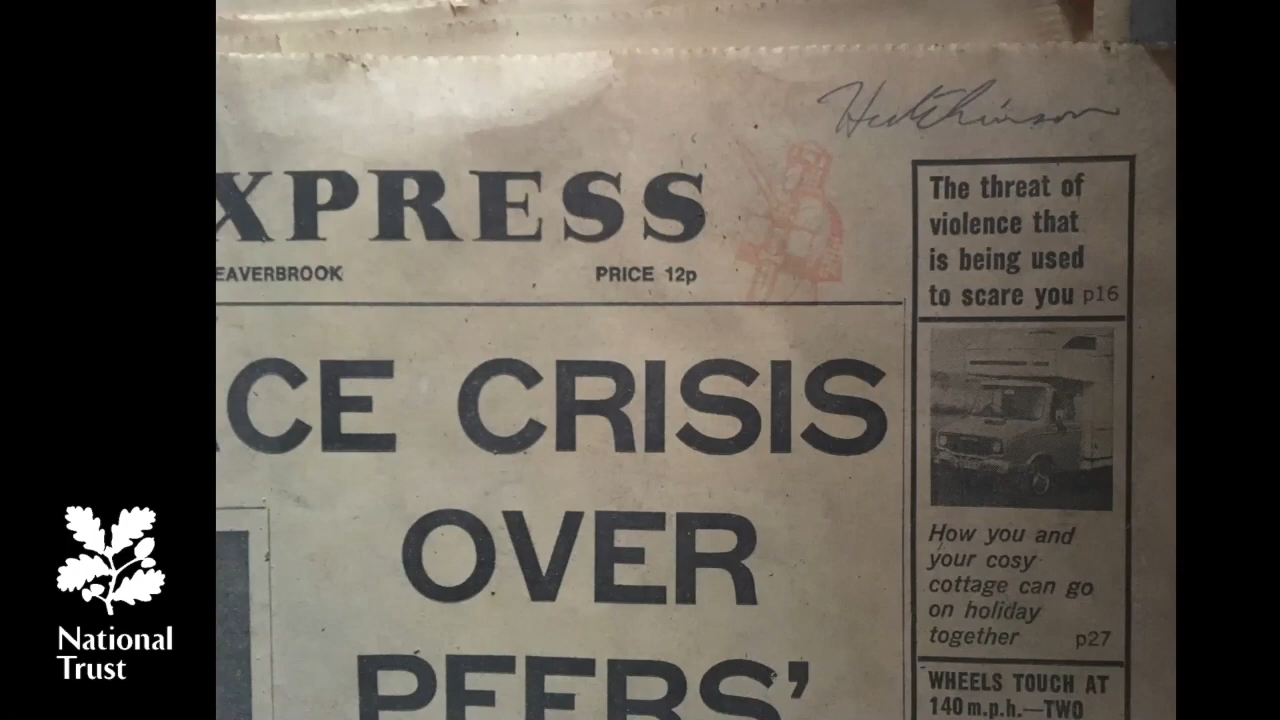 Hutchinson
XPRESS
EAVERBROOK PRICE 12p
CE CRISIS
OVER
PEERS'
The threat of
violence that
is being used
to scare you p16
How you and
your cosy
cottage can go
on holiday
together p27
WHEELS TOUCH AT
140 m.p.h.—TWO
National
Trust